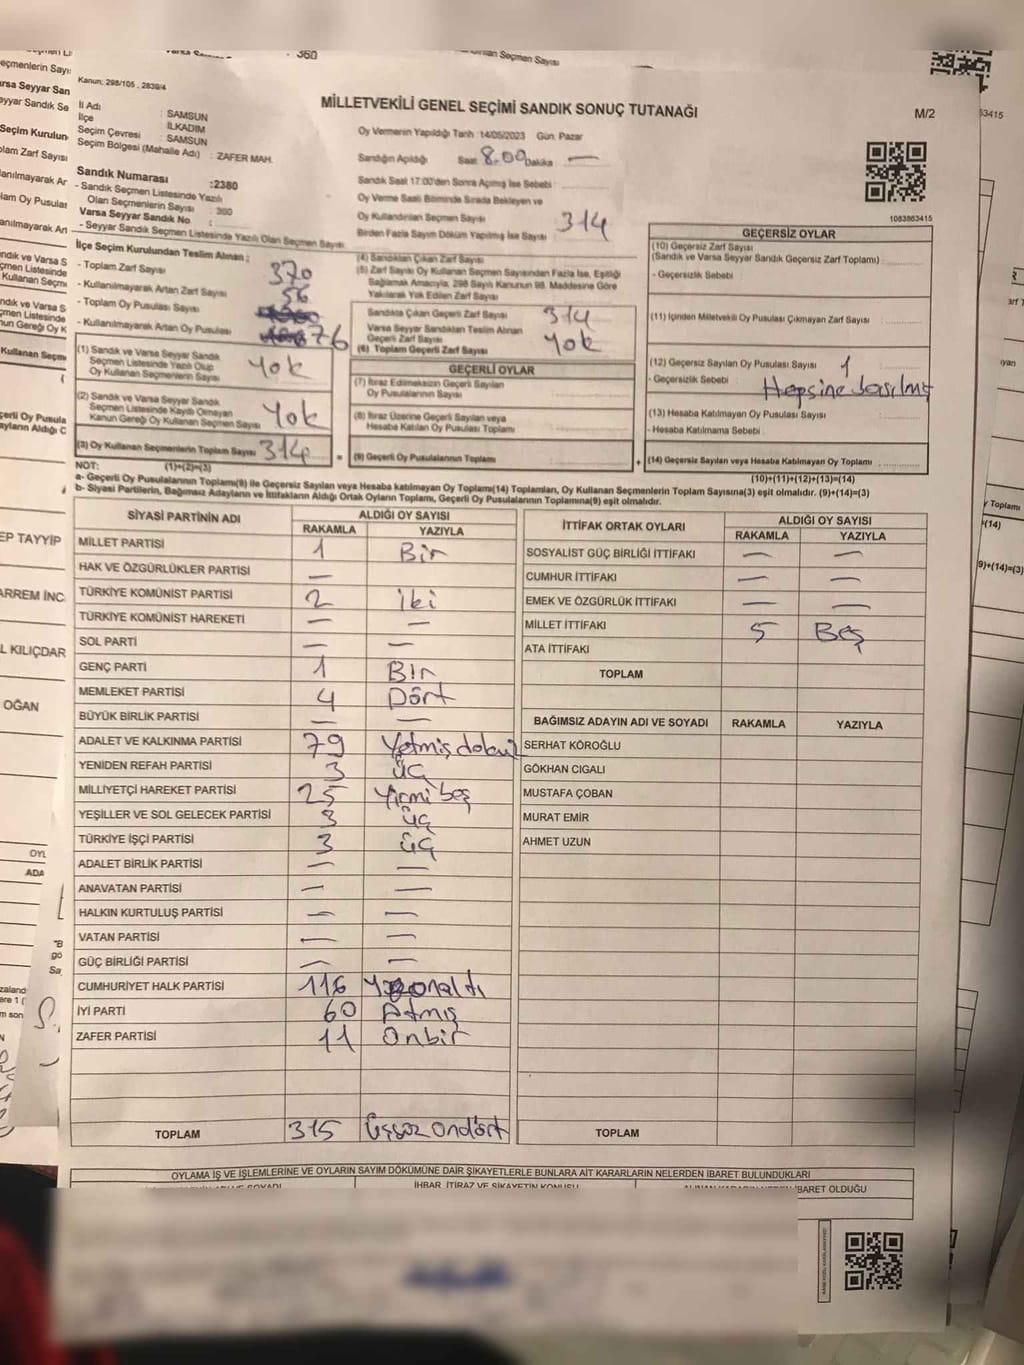 360
Kanun: 298/105 , 2839/4
MİLLETVEKİLİ GENEL SEÇİMİ SANDIK SONUÇ TUTANAĞI
M/2
İl Adı : SAMSUN
İlçe : İLKADIM
Seçim Çevresi : SAMSUN
Seçim Bölgesi (Mahalle Adı) : ZAFER MAH.
Sandık Numarası :2380
- Sandık Seçmen Listesinde Yazılı
Olan Seçmenlerin Sayısı : 360
Varsa Seyyar Sandık No
- Seyyar Sandık Seçmen Listesinde Yazılı Olan Seçmen Sayısı:
Oy Vermenin Yapıldığı Tarih :14/05/2023 Gün. Pazar
Sandığın Açıldığı Saat 8.00 Dakika —
Sandık Saat 17:00'den Sonra Açılmış İse Sebebi :
Oy Verme Saati Bitiminde Sırada Bekleyen ve
Oy Kullandırılan Seçmen Sayısı 314
Birden Fazla Sayım Döküm Yapılmış İse Sayısı :
1083863415
İlçe Seçim Kurulundan Teslim Alınan ;
- Toplam Zarf Sayısı 370
- Kullanılmayarak Artan Zarf Sayısı 56
- Toplam Oy Pusulası Sayısı
- Kullanılmayarak Artan Oy Pusulası 76
(1) Sandık ve Varsa Seyyar Sandık
Seçmen Listesinde Yazılı Olup
Oy Kullanan Seçmenlerin Sayısı Yok
(2) Sandık ve Varsa Seyyar Sandık
Seçmen Listesinde Kaydı Olmayan
Kanun Gereği Oy Kullanan Seçmen Sayısı Yok
(3) Oy Kullanan Seçmenlerin Toplam Sayısı 314
(1)+(2)=(3)
(4) Sandıktan Çıkan Zarf Sayısı
(5) Zarf Sayısı Oy Kullanan Seçmen Sayısından Fazla İse, Eşitliği
Sağlamak Amacıyla, 298 Sayılı Kanunun 98. Maddesine Göre
Yakılarak Yok Edilen Zarf Sayısı
Sandıkta Çıkan Geçerli Zarf Sayısı 314
Varsa Seyyar Sandıktan Teslim Alınan
Geçerli Zarf Sayısı Yok
(6) Toplam Geçerli Zarf Sayısı
GEÇERLİ OYLAR
(7) İtiraz Edilmeksizin Geçerli Sayılan
Oy Pusulalarının Sayısı
(8) İtiraz Üzerine Geçerli Sayılan veya
Hesaba Katılan Oy Pusulası Toplamı
= (9) Geçerli Oy Pusulalarının Toplamı
GEÇERSİZ OYLAR
(10) Geçersiz Zarf Sayısı
(Sandık ve Varsa Seyyar Sandık Geçersiz Zarf Toplamı) :
- Geçersizlik Sebebi :
(11) İçinden Milletvekili Oy Pusulası Çıkmayan Zarf Sayısı
(12) Geçersiz Sayılan Oy Pusulası Sayısı : 1
- Geçersizlik Sebebi : Hepsine basılmış
(13) Hesaba Katılmayan Oy Pusulası Sayısı
- Hesaba Katılmama Sebebi
+ (14) Geçersiz Sayılan veya Hesaba Katılmayan Oy Toplamı
(10)+(11)+(12)+(13)=(14)
NOT:
a- Geçerli Oy Pusulalarının Toplamı(9) ile Geçersiz Sayılan veya Hesaba katılmayan Oy Toplamı(14) Toplamları, Oy Kullanan Seçmenlerin Toplam Sayısına(3) eşit olmalıdır. (9)+(14)=(3)
b- Siyasi Partilerin, Bağımsız Adayların ve İttifakların Aldığı Ortak Oyların Toplamı, Geçerli Oy Pusulalarının Toplamına(9) eşit olmalıdır.
SİYASİ PARTİNİN ADI ALDIĞI OY SAYISI
RAKAMLA YAZIYLA
MİLLET PARTİSİ 1 Bir
HAK VE ÖZGÜRLÜKLER PARTİSİ —
TÜRKİYE KOMÜNİST PARTİSİ 2 iki
TÜRKİYE KOMÜNİST HAREKETİ — —
SOL PARTİ — —
GENÇ PARTİ 1 Bir
MEMLEKET PARTİSİ 4 Dört
BÜYÜK BİRLİK PARTİSİ — —
ADALET VE KALKINMA PARTİSİ 79 Yetmiş dokuz
YENİDEN REFAH PARTİSİ 3 üç
MİLLİYETÇİ HAREKET PARTİSİ 25 Yirmi beş
YEŞİLLER VE SOL GELECEK PARTİSİ 3 üç
TÜRKİYE İŞÇİ PARTİSİ 3 üç
ADALET BİRLİK PARTİSİ — —
ANAVATAN PARTİSİ — —
HALKIN KURTULUŞ PARTİSİ — —
VATAN PARTİSİ — —
GÜÇ BİRLİĞİ PARTİSİ — —
CUMHURİYET HALK PARTİSİ 116 Yüzonaltı
İYİ PARTİ 60 Atmış
ZAFER PARTİSİ 11 Onbir
TOPLAM 315 Üçyüz Ondört
İTTİFAK ORTAK OYLARI ALDIĞI OY SAYISI
RAKAMLA YAZIYLA
SOSYALİST GÜÇ BİRLİĞİ İTTİFAKI — —
CUMHUR İTTİFAKI — —
EMEK VE ÖZGÜRLÜK İTTİFAKI — —
MİLLET İTTİFAKI 5 Beş
ATA İTTİFAKI
TOPLAM
BAĞIMSIZ ADAYIN ADI VE SOYADI RAKAMLA YAZIYLA
SERHAT KÖROĞLU
GÖKHAN CIGALI
MUSTAFA ÇOBAN
MURAT EMİR
AHMET UZUN
TOPLAM
OYLAMA İŞ VE İŞLEMLERİNE VE OYLARIN SAYIM DÖKÜMÜNE DAİR ŞİKAYETLERLE BUNLARA AİT KARARLARIN NELERDEN İBARET BULUNDUKLARI
İHBAR, İTİRAZ VE ŞİKAYETİN KONUSU
İBARET OLDUĞU